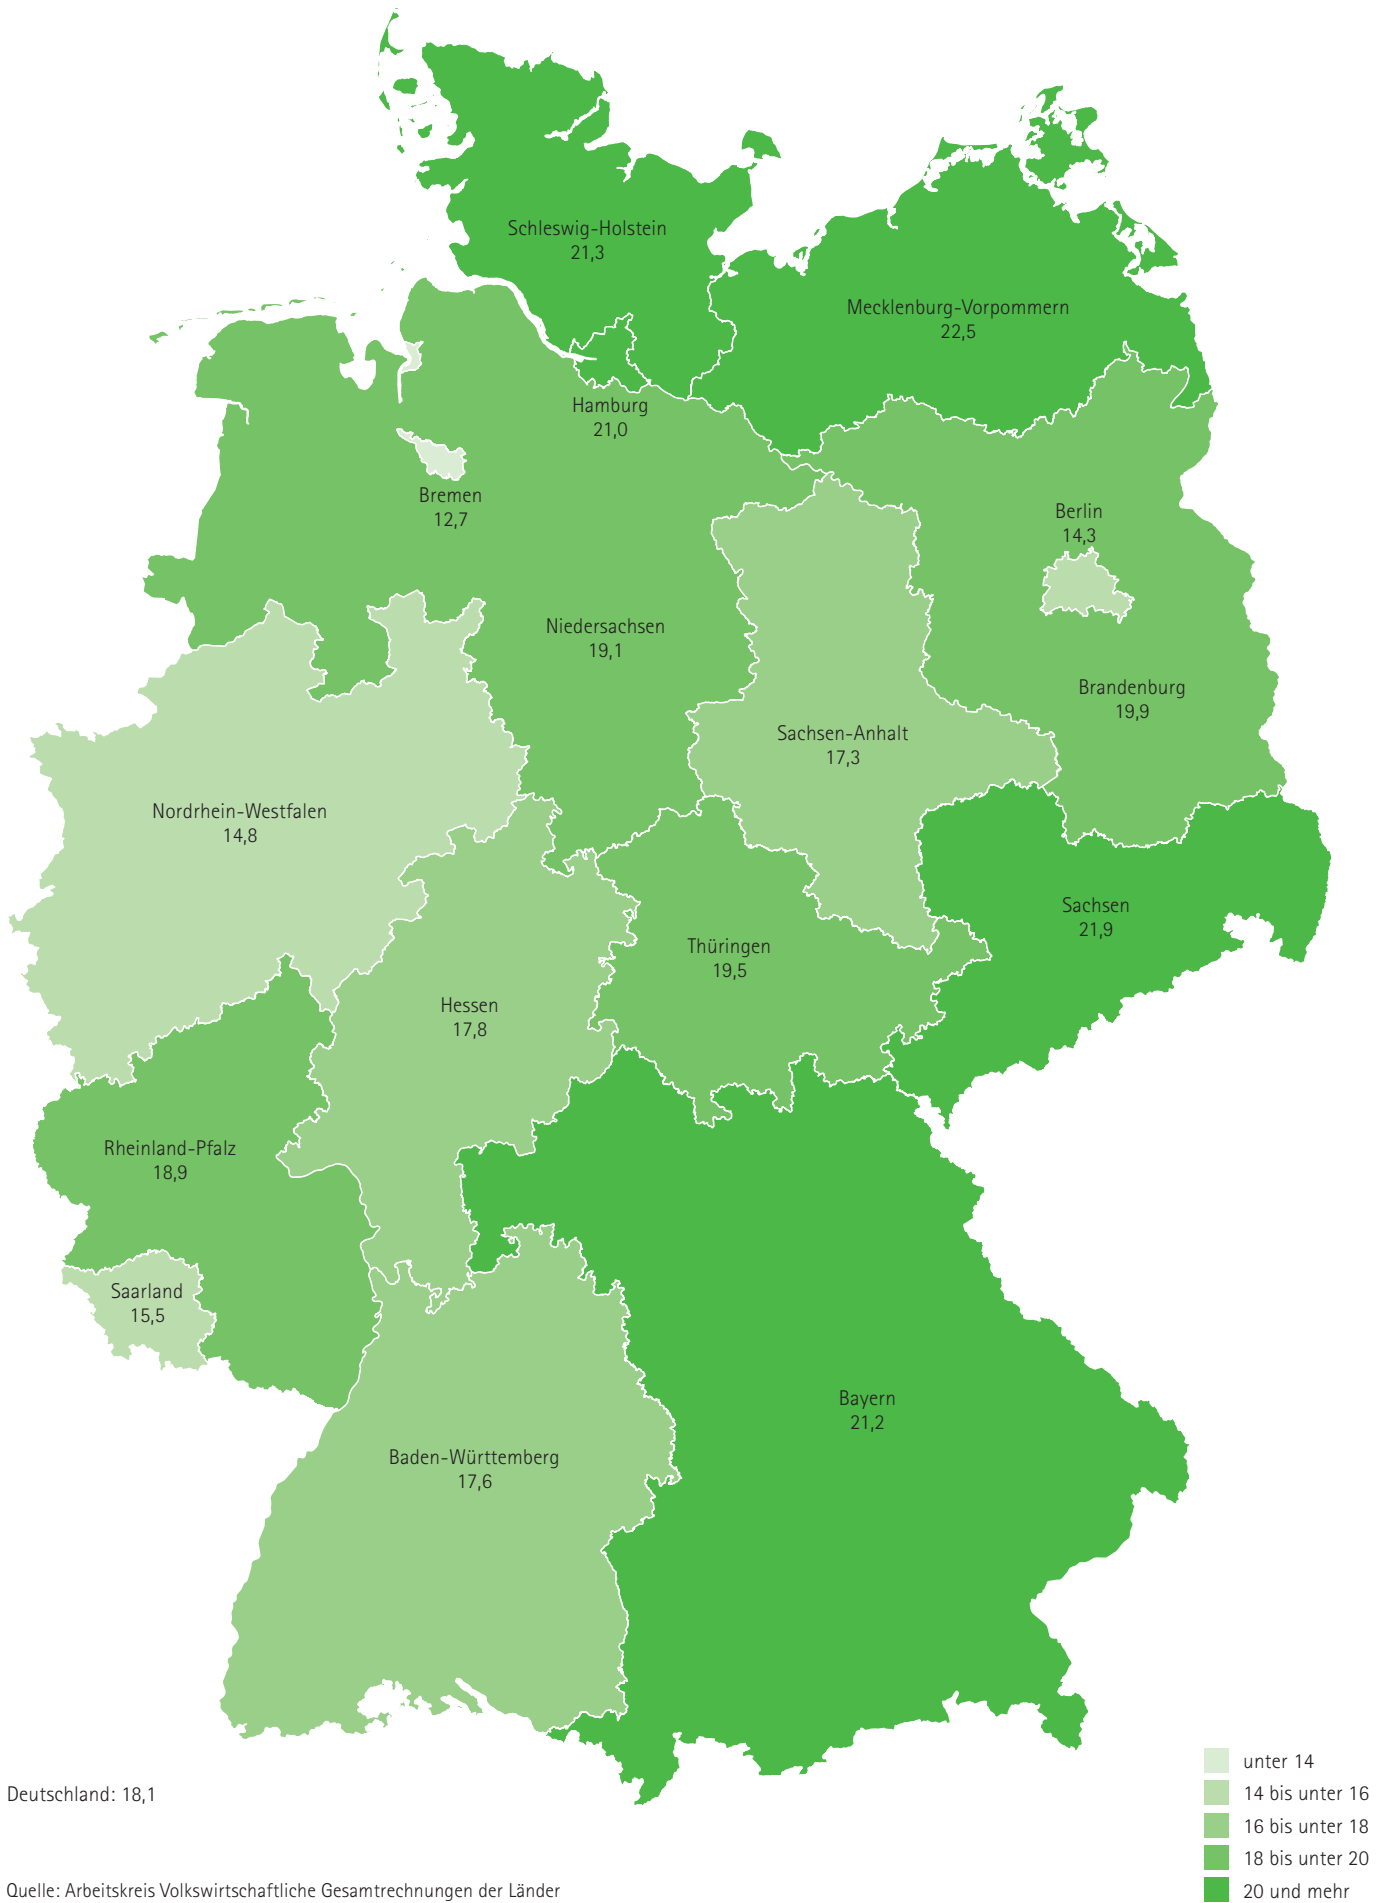 Schleswig-Holstein
21,3
Mecklenburg-Vorpommern
22,5
Hamburg
21,0
Bremen
12,7
Berlin
14,3
Niedersachsen
19,1
Brandenburg
19,9
Sachsen-Anhalt
17,3
Nordrhein-Westfalen
14,8
Sachsen
21,9
Thüringen
19,5
Hessen
17,8
Rheinland-Pfalz
18,9
Saarland
15,5
Bayern
21,2
Baden-Württemberg
17,6
unter 14
14 bis unter 16
16 bis unter 18
18 bis unter 20
20 und mehr
Deutschland: 18,1
Quelle: Arbeitskreis Volkswirtschaftliche Gesamtrechnungen der Länder